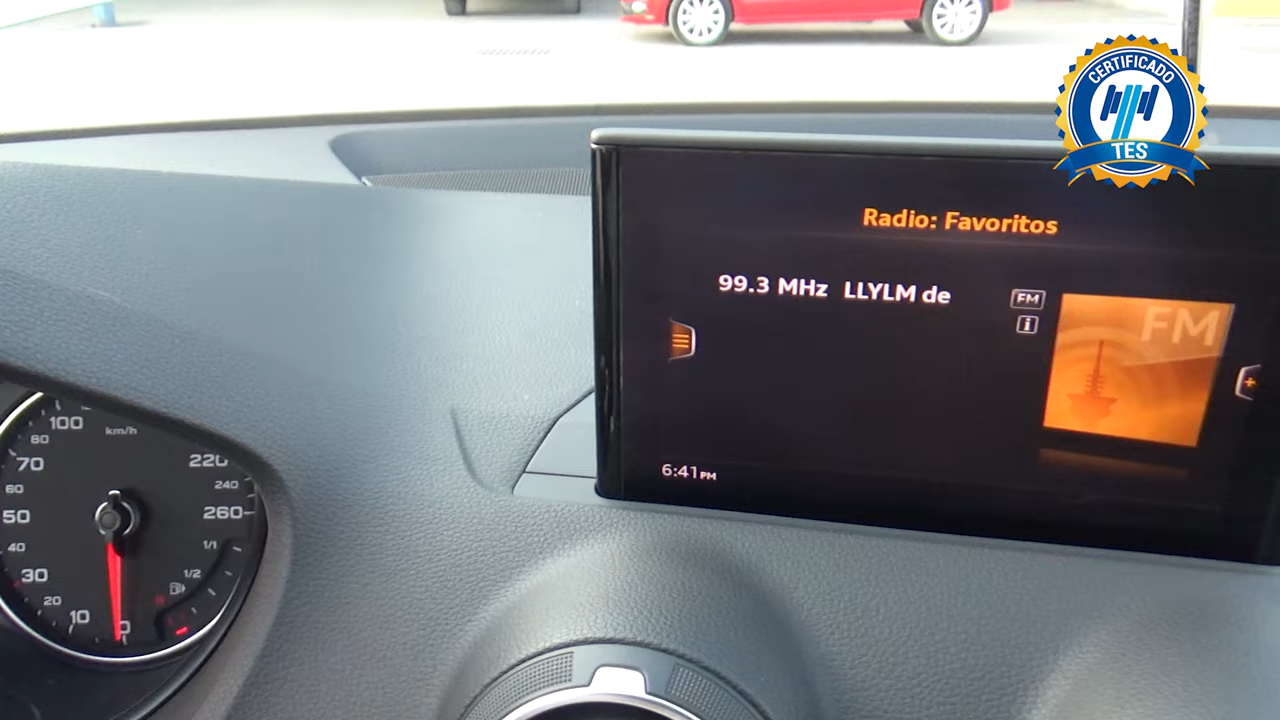 CERTIFICADO
TES
Radio: Favoritos
99.3 MHz LLYLM de
FM
i
FM
6:41PM
km/h
100
80
70
60
50
40
30
20
10
0
220
240
260
1/1
1/2